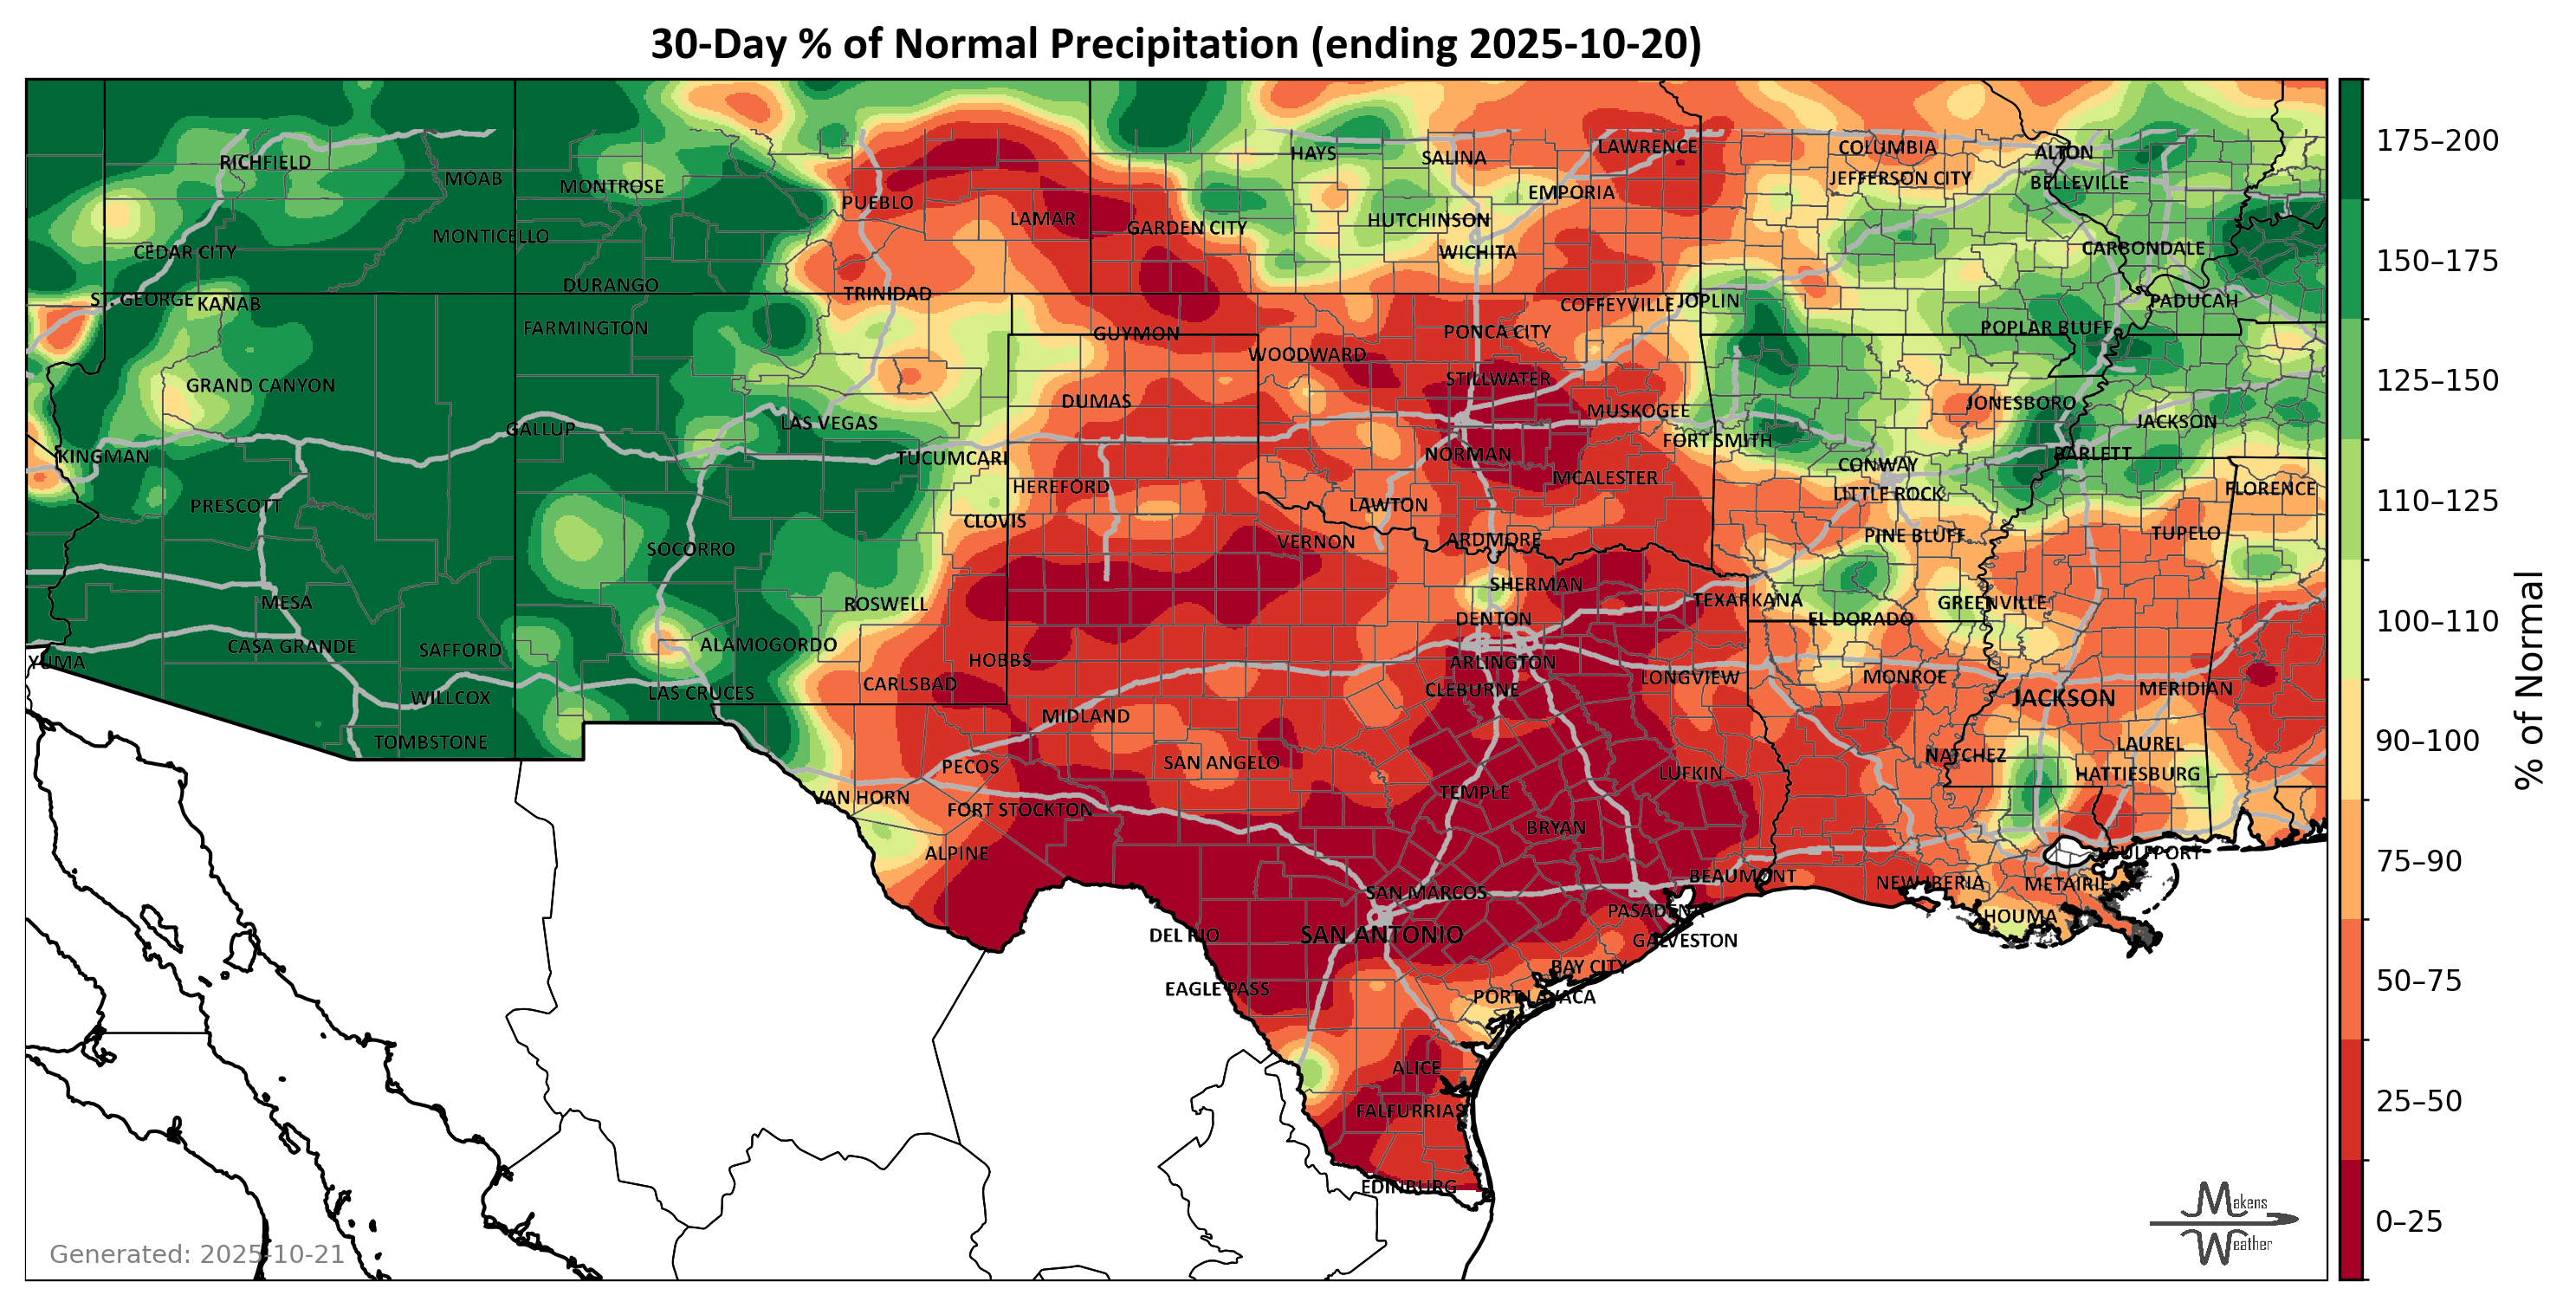 30-Day % of Normal Precipitation (ending 2025-10-20)
RICHFIELD
MOAB
MONTROSE
PUEBLO
LAMAR
GARDEN CITY
HAYS
SALINA
LAWRENCE
EMPORIA
HUTCHINSON
WICHITA
COLUMBIA
JEFFERSON CITY
ALTON
BELLEVILLE
CARBONDALE
CEDAR CITY
MONTICELLO
DURANGO
TRINIDAD
ST. GEORGE
KANAB
FARMINGTON
GUYMON
WOODWARD
PONCA CITY
COFFEYVILLE
JOPLIN
POPLAR BLUFF
PADUCAH
GRAND CANYON
DUMAS
STILLWATER
MUSKOGEE
JONESBORO
JACKSON
GALLUP
LAS VEGAS
KINGMAN
TUCUMCARI
NORMAN
FORT SMITH
CONWAY
BARLETT
PRESCOTT
HEREFORD
LAWTON
MCALESTER
LITTLE ROCK
FLORENCE
CLOVIS
SOCORRO
VERNON
ARDMORE
PINE BLUFF
TUPELO
MESA
ROSWELL
SHERMAN
DENTON
TEXARKANA
EL DORADO
GREENVILLE
CASA GRANDE
SAFFORD
ALAMOGORDO
YUMA
HOBBS
ARLINGTON
CLEBURNE
LONGVIEW
MONROE
JACKSON
MERIDIAN
WILLCOX
LAS CRUCES
CARLSBAD
MIDLAND
TOMBSTONE
PECOS
SAN ANGELO
TEMPLE
LUFKIN
NATCHEZ
LAUREL
HATTIESBURG
VAN HORN
FORT STOCKTON
BRYAN
ALPINE
SAN MARCOS
BEAUMONT
NEW IBERIA
METAIRIE
GULFPORT
DEL RIO
SAN ANTONIO
PASADENA
GALVESTON
HOUMA
EAGLE PASS
BAY CITY
PORT LAVACA
ALICE
FALFURRIAS
EDINBURG
175–200
150–175
125–150
110–125
100–110
90–100
75–90
50–75
25–50
0–25
% of Normal
Generated: 2025-10-21
Makens
Weather